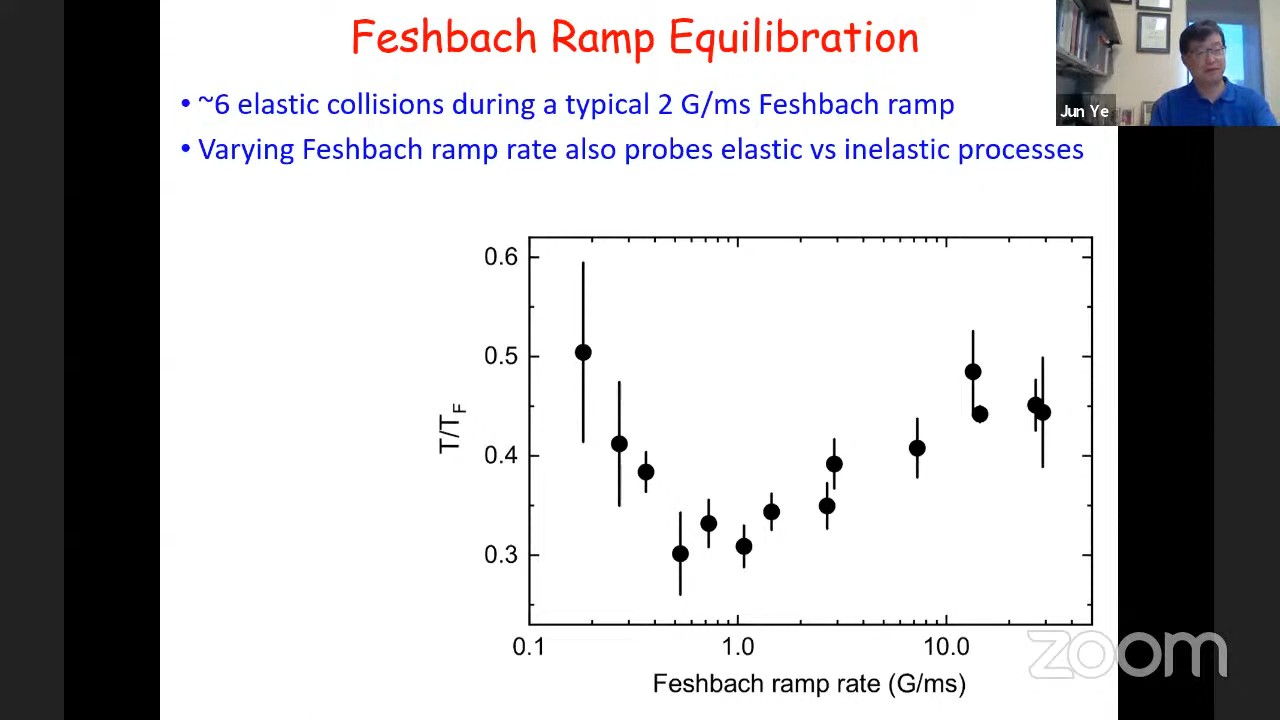 Feshbach Ramp Equilibration
Jun Ye
• ~6 elastic collisions during a typical 2 G/ms Feshbach ramp
• Varying Feshbach ramp rate also probes elastic vs inelastic processes
0.6
0.5
0.4
0.3
T/T_F
0.1
1.0
10.0
Feshbach ramp rate (G/ms)
zoom